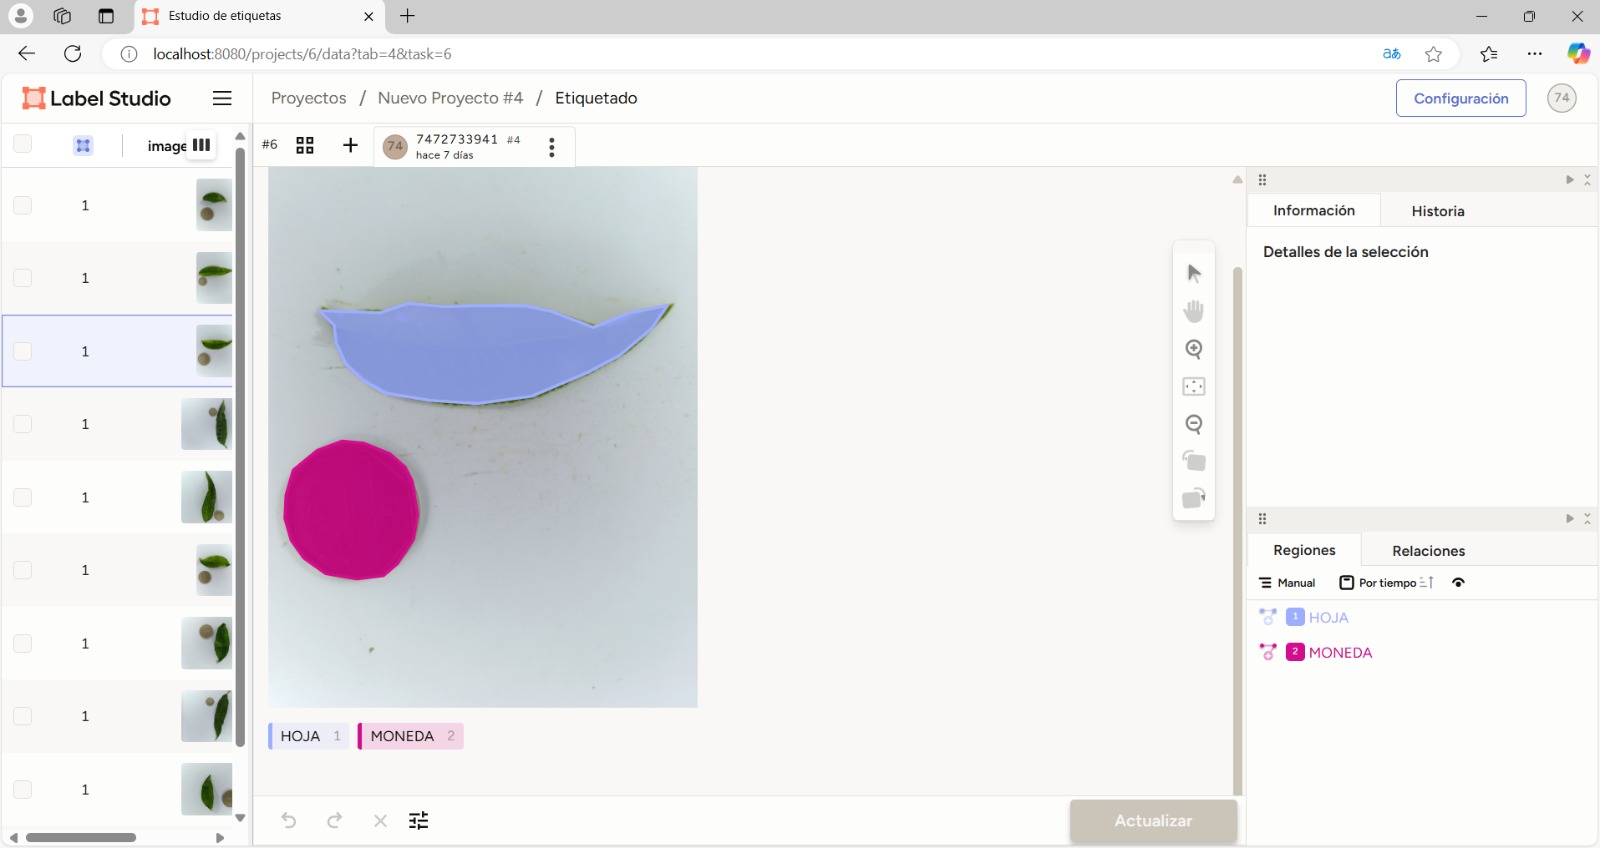 Estudio de etiquetas
localhost:8080/projects/6/data?tab=4&task=6
aあ
Label Studio
Proyectos / Nuevo Proyecto #4 / Etiquetado
Configuración
74
image
#6
74
7472733941 #4
hace 7 días
1
1
1
1
1
1
1
1
1
Información
Historia
Detalles de la selección
Regiones
Relaciones
Manual
Por tiempo
1 HOJA
2 MONEDA
HOJA 1
MONEDA 2
Actualizar